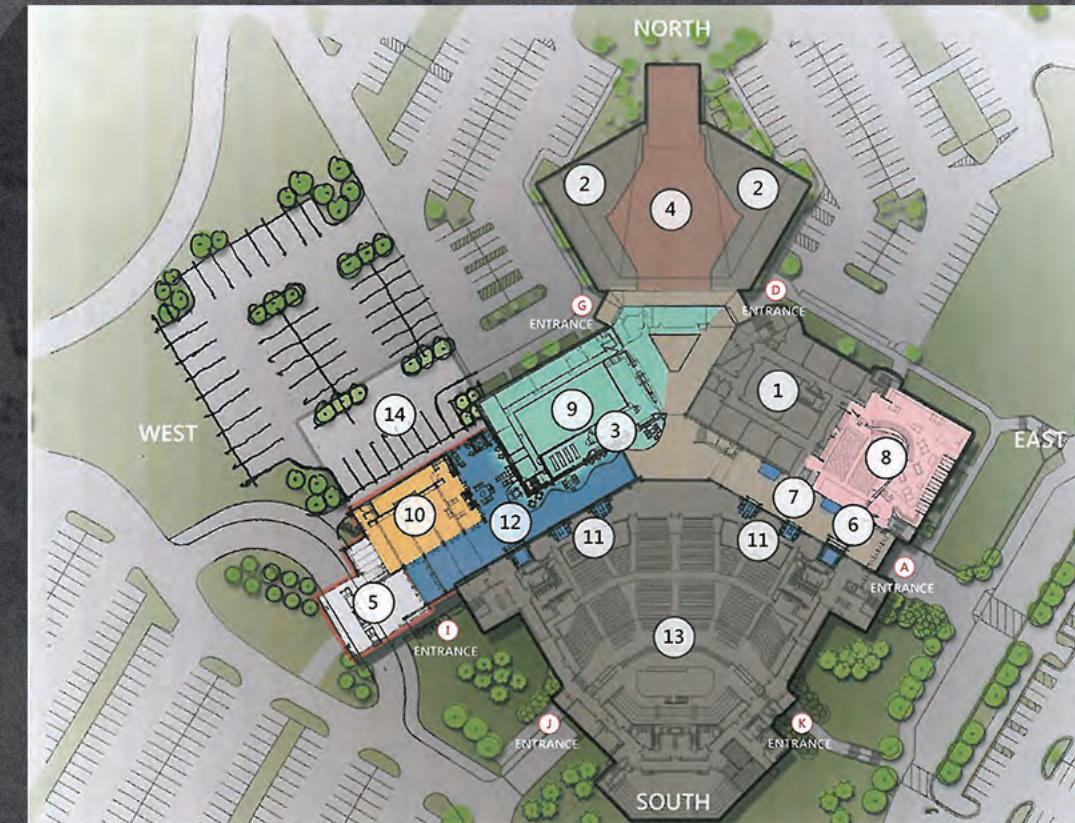 NORTH
2
2
4
G
ENTRANCE
D
ENTRANCE
1
9
3
14
WEST
EAST
8
7
10
12
6
11
11
A
ENTRANCE
5
I
ENTRANCE
13
J
ENTRANCE
K
ENTRANCE
SOUTH